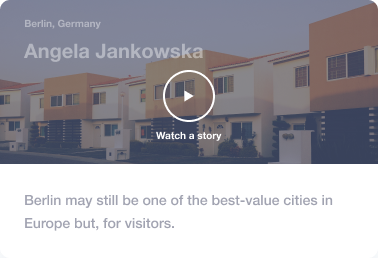 Berlin, Germany
Angela Jankowska
Watch a story
Berlin may still be one of the best-value cities in
Europe but, for visitors.